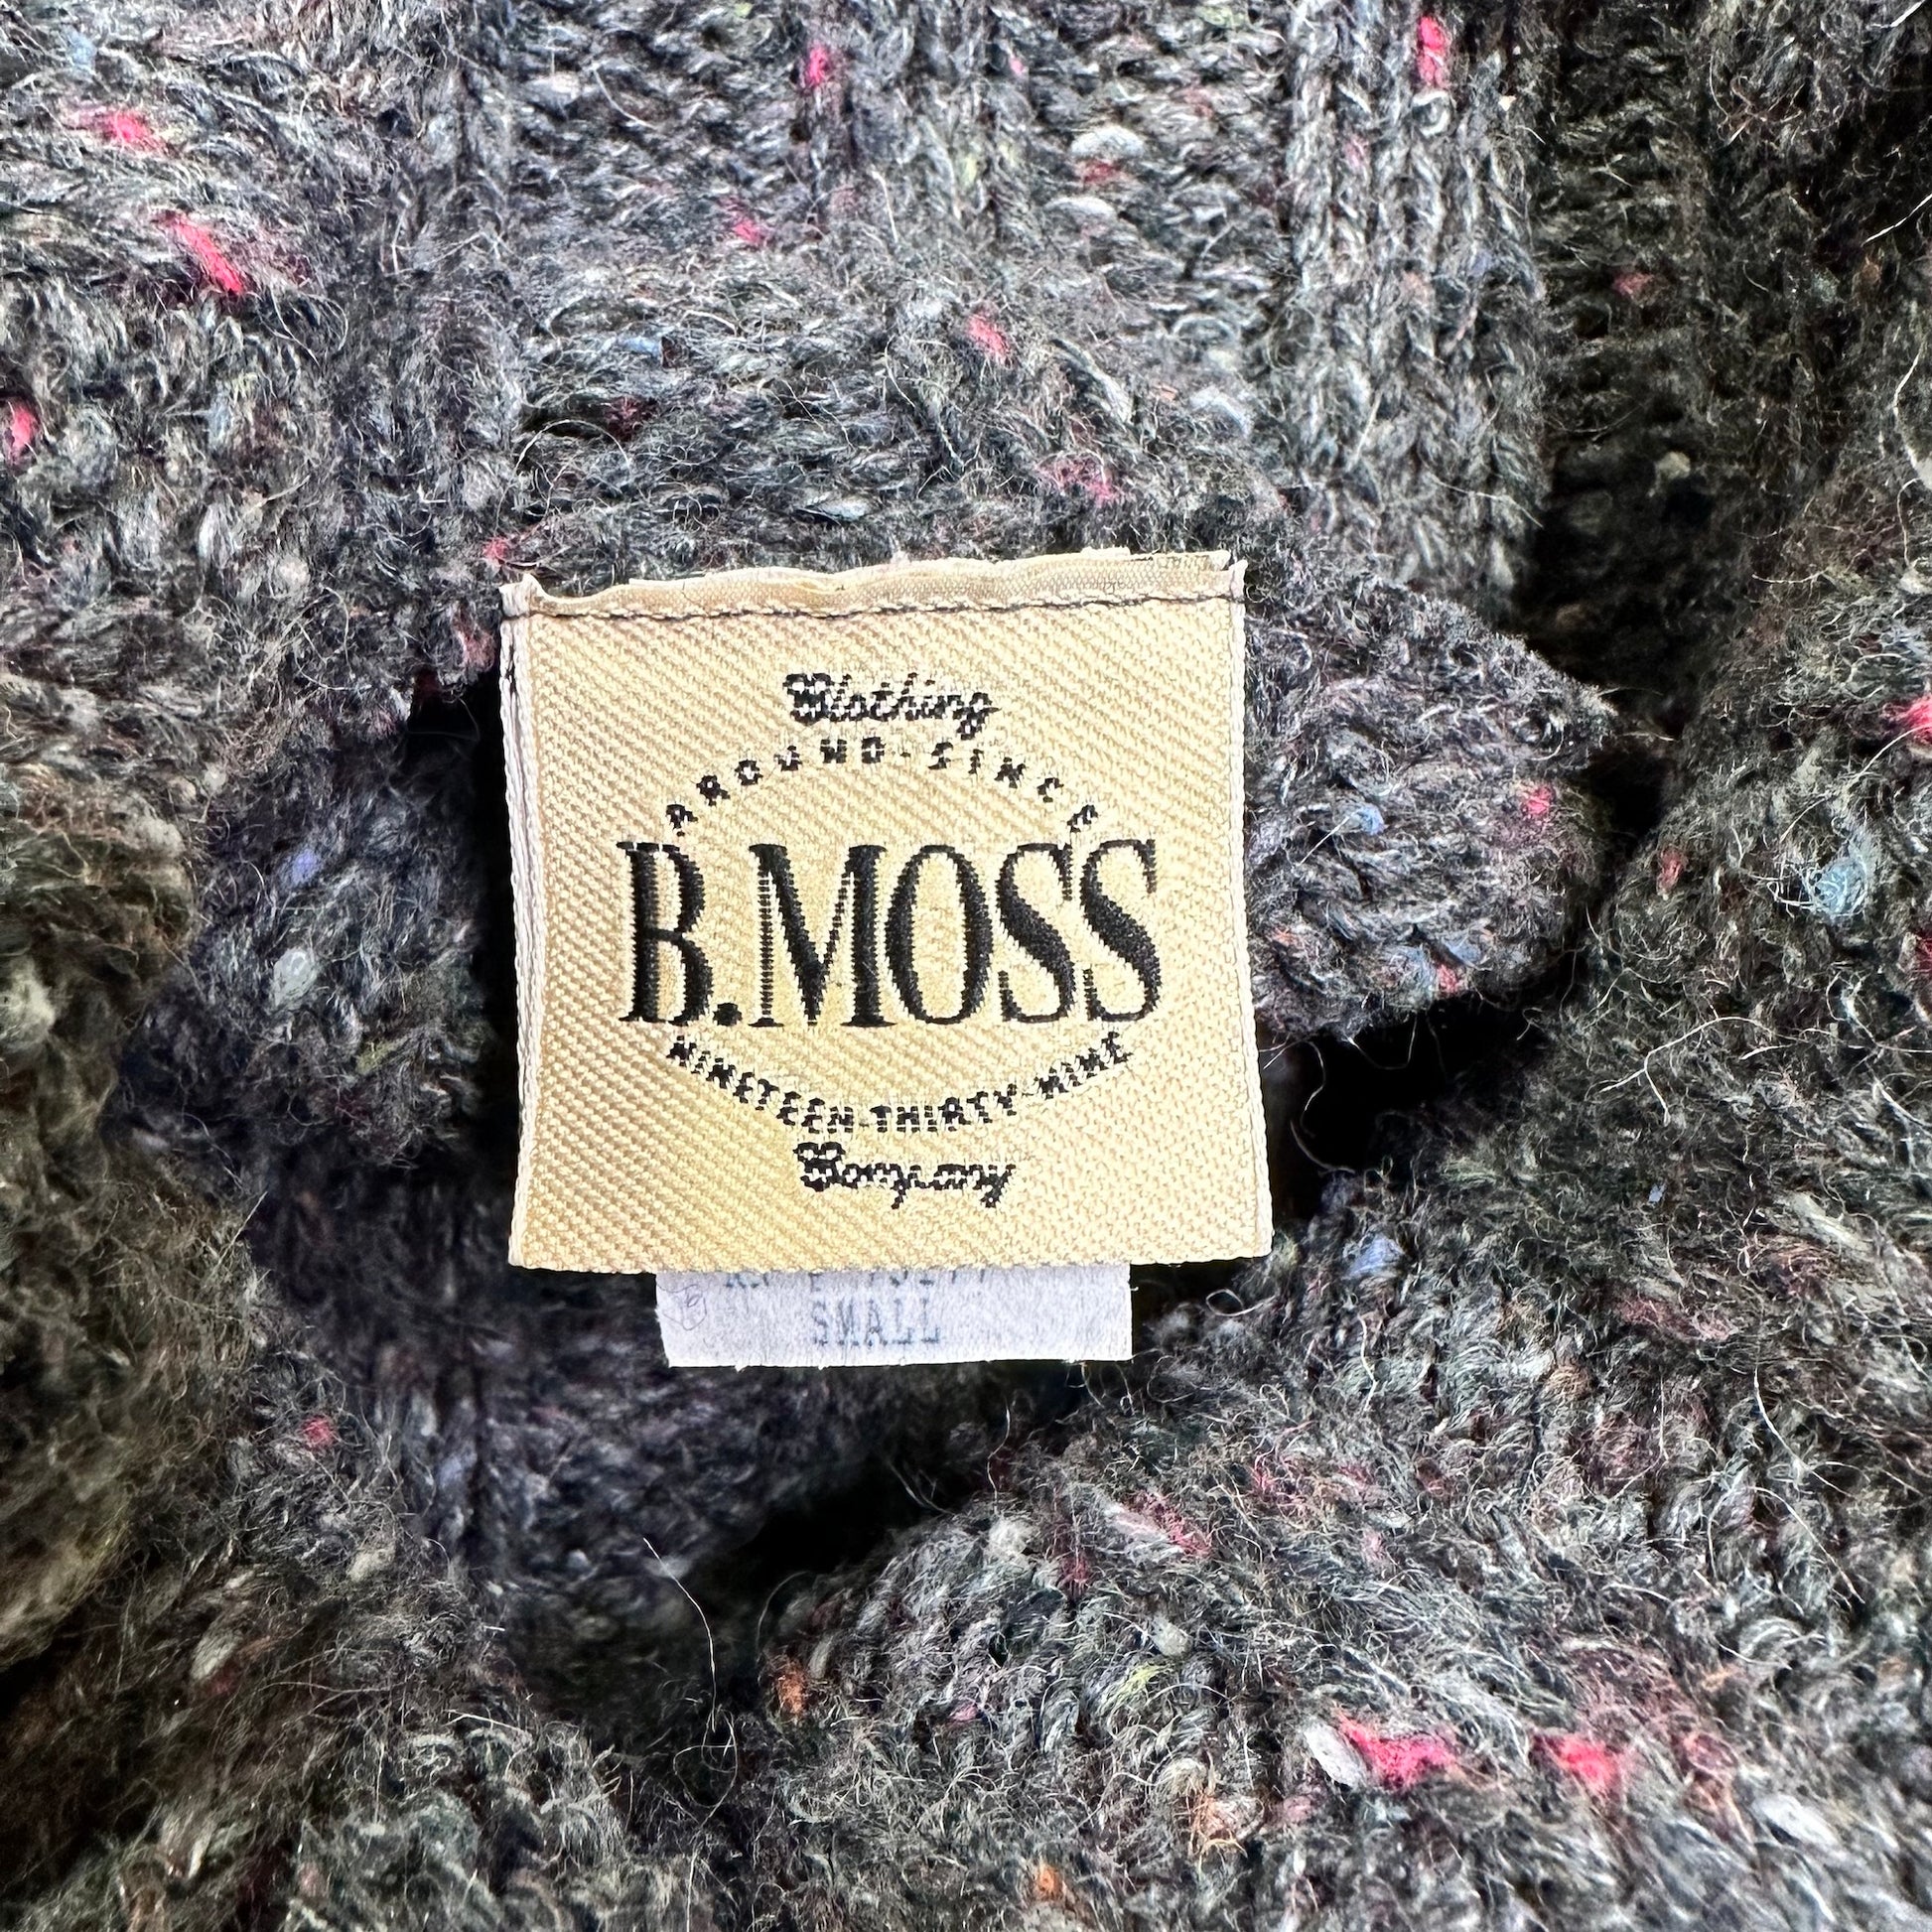 Clothing
AROUND-SINCE
B.MOSS
NINETEEN-THIRTY-NINE
Company
SMALL